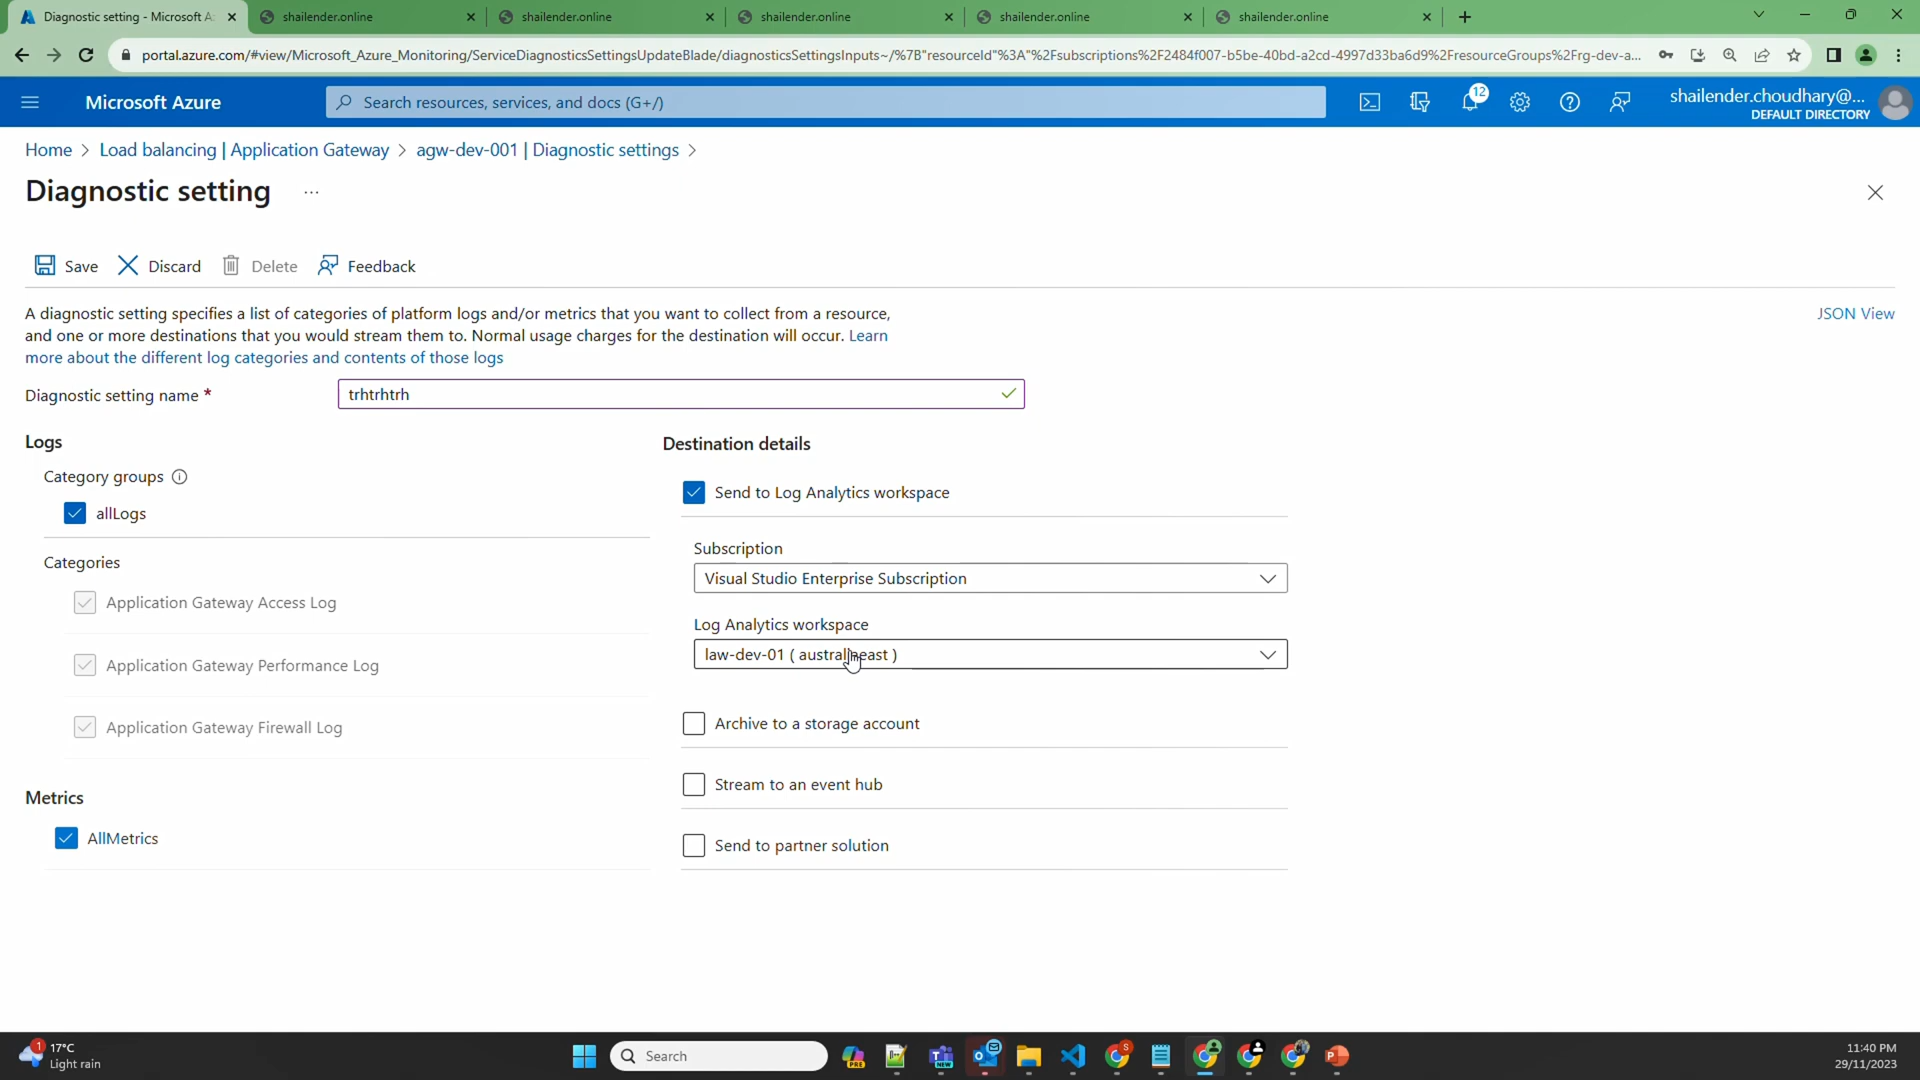 Diagnostic setting - Microsoft A
shailender.online
shailender.online
shailender.online
shailender.online
shailender.online
portal.azure.com/#view/Microsoft_Azure_Monitoring/ServiceDiagnosticsSettingsUpdateBlade/diagnosticsSettingsInputs~/%7B"resourceId"%3A"%2Fsubscriptions%2F2484f007-b5be-40bd-a2cd-4997d33ba6d9%2FresourceGroups%2Frg-dev-a...
Microsoft Azure
Search resources, services, and docs (G+/)
12
shailender.choudhary@...
DEFAULT DIRECTORY
Home > Load balancing | Application Gateway > agw-dev-001 | Diagnostic settings >
Diagnostic setting ...
Save
Discard
Delete
Feedback
A diagnostic setting specifies a list of categories of platform logs and/or metrics that you want to collect from a resource,
and one or more destinations that you would stream them to. Normal usage charges for the destination will occur. Learn
more about the different log categories and contents of those logs
JSON View
Diagnostic setting name *
trhtrhtrh
Logs
Category groups
allLogs
Categories
Application Gateway Access Log
Application Gateway Performance Log
Application Gateway Firewall Log
Metrics
AllMetrics
Destination details
Send to Log Analytics workspace
Subscription
Visual Studio Enterprise Subscription
Log Analytics workspace
law-dev-01 ( australiaeast )
Archive to a storage account
Stream to an event hub
Send to partner solution
1
17°C
Light rain
Search
PRE
NEW
S
11:40 PM
29/11/2023